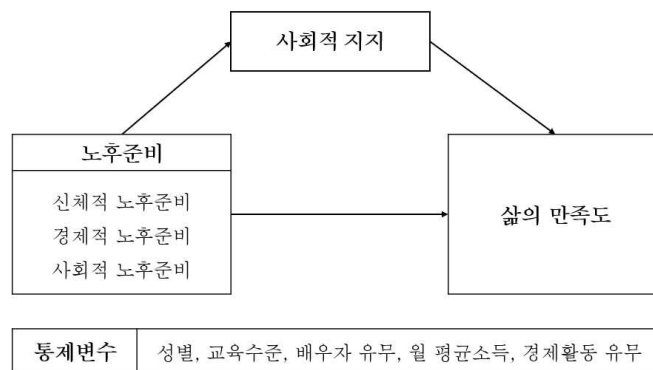 사회적 지지
노후준비
신체적 노후준비
경제적 노후준비
사회적 노후준비
삶의 만족도
통제변수 성별, 교육수준, 배우자 유무, 월 평균소득, 경제활동 유무